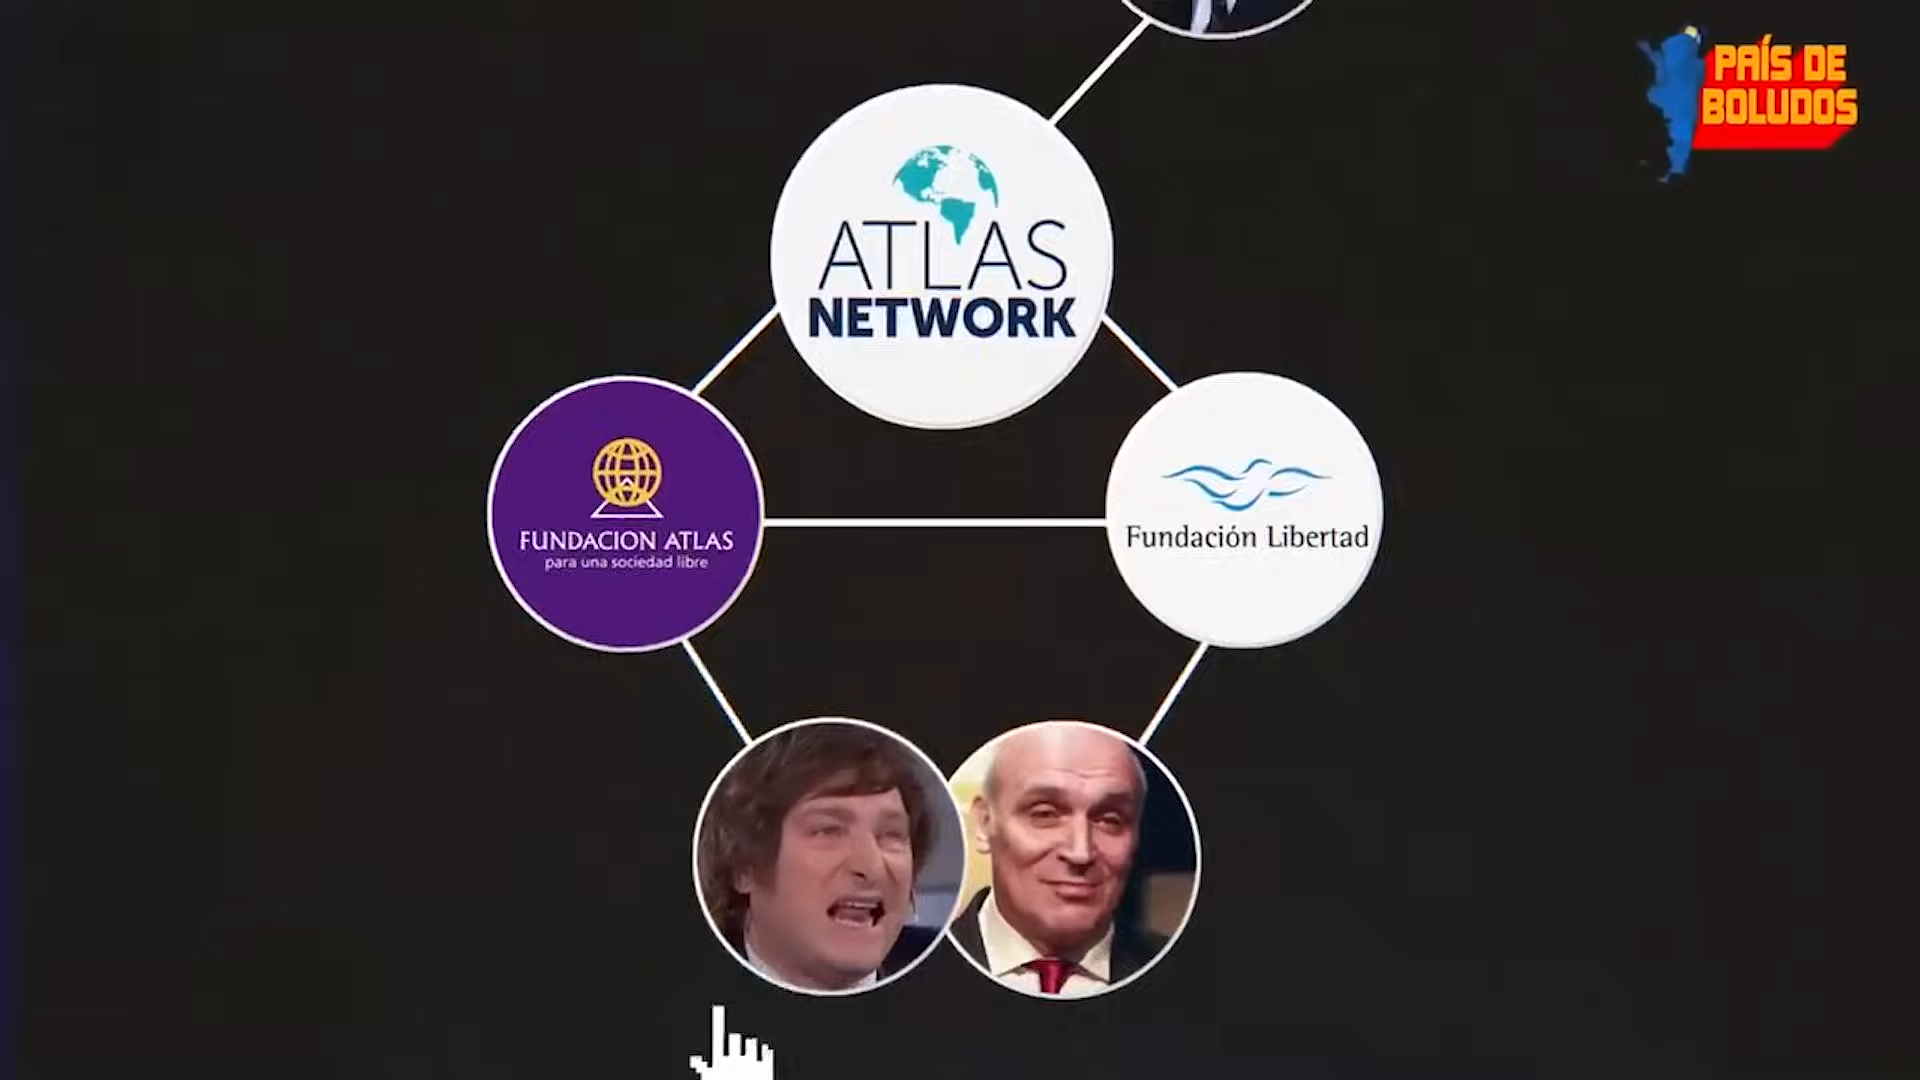 PAÍS DE
BOLUDOS
ATLAS
NETWORK
FUNDACION ATLAS
para una sociedad libre
Fundación Libertad